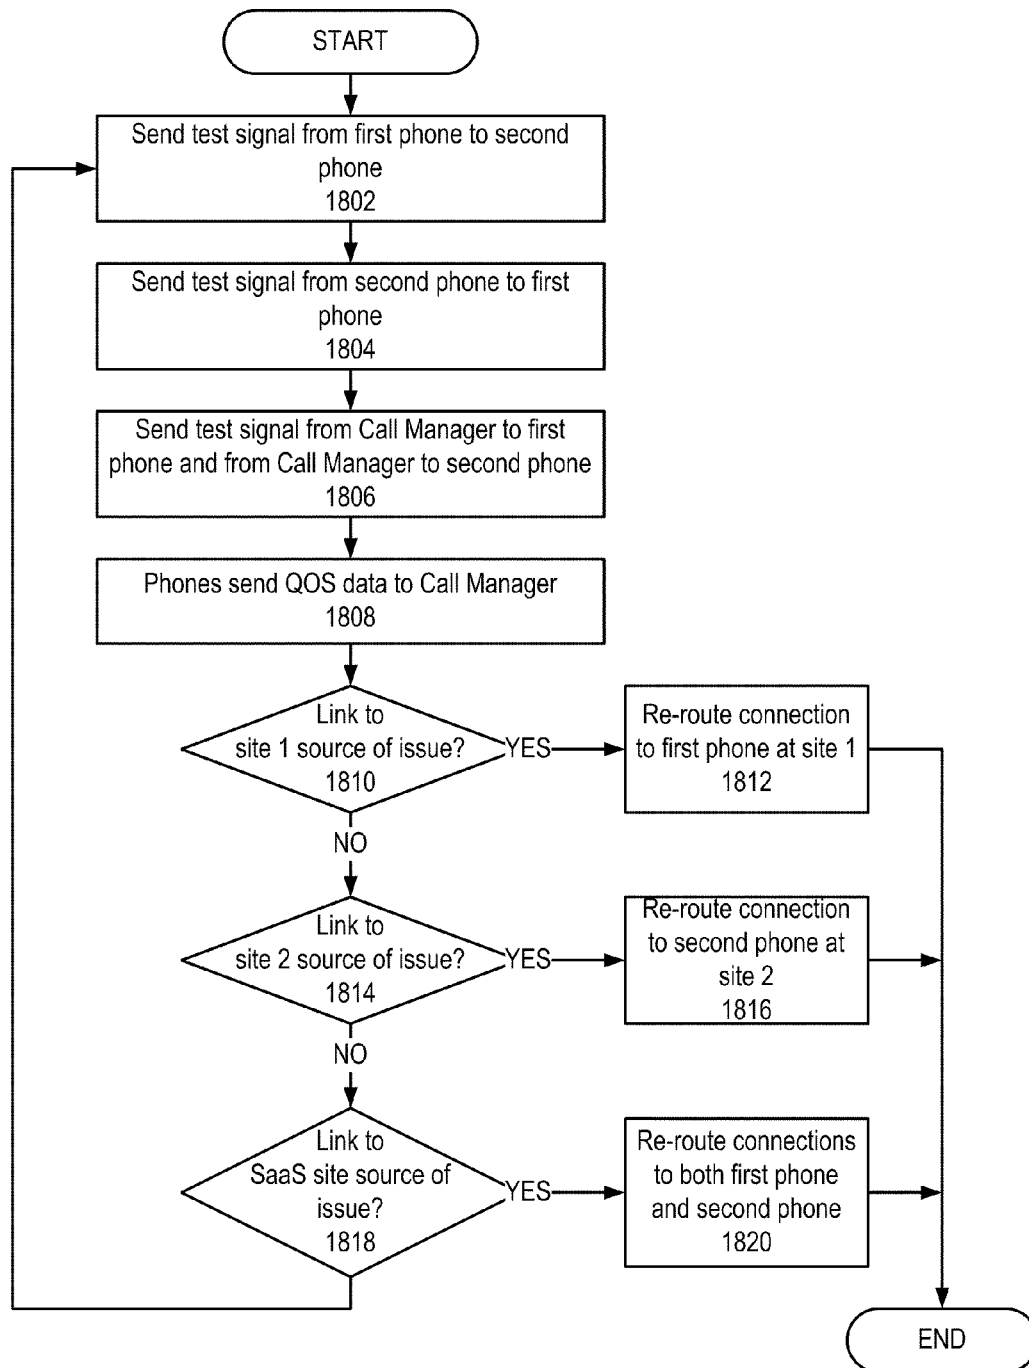 START
Send test signal from first phone to second
phone
1802
Send test signal from second phone to first
phone
1804
Send test signal from Call Manager to first
phone and from Call Manager to second phone
1806
Phones send QOS data to Call Manager
1808
Link to
site 1 source of issue?
1810
YES
Re-route connection
to first phone at site 1
1812
NO
Link to
site 2 source of issue?
1814
YES
Re-route connection
to second phone at
site 2
1816
NO
Link to
SaaS site source of
issue?
1818
YES
Re-route connections
to both first phone
and second phone
1820
END